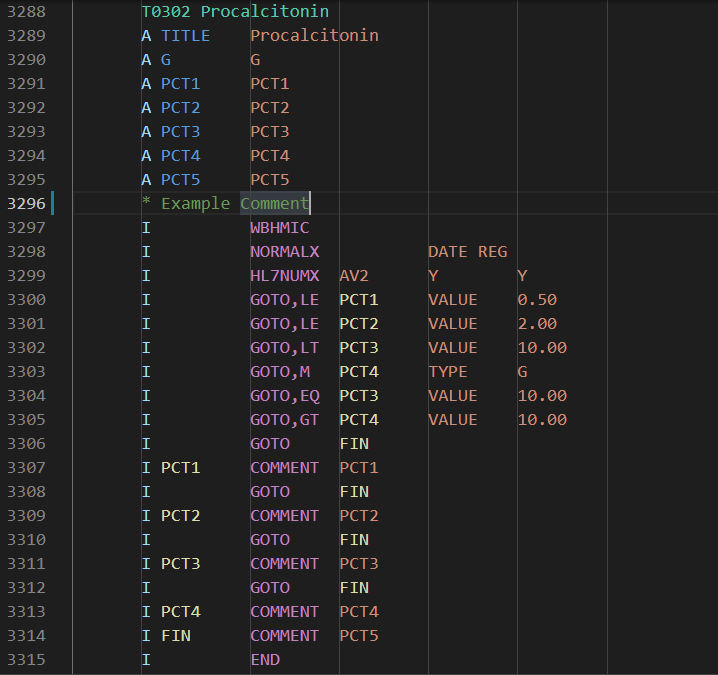 3288 T0302 Procalcitonin
3289 A TITLE Procalcitonin
3290 A G G
3291 A PCT1 PCT1
3292 A PCT2 PCT2
3293 A PCT3 PCT3
3294 A PCT4 PCT4
3295 A PCT5 PCT5
3296 * Example Comment
3297 I WBHMIC
3298 I NORMALX DATE REG
3299 I HL7NUMX AV2 Y Y
3300 I GOTO,LE PCT1 VALUE 0.50
3301 I GOTO,LE PCT2 VALUE 2.00
3302 I GOTO,LT PCT3 VALUE 10.00
3303 I GOTO,M PCT4 TYPE G
3304 I GOTO,EQ PCT3 VALUE 10.00
3305 I GOTO,GT PCT4 VALUE 10.00
3306 I GOTO FIN
3307 I PCT1 COMMENT PCT1
3308 I GOTO FIN
3309 I PCT2 COMMENT PCT2
3310 I GOTO FIN
3311 I PCT3 COMMENT PCT3
3312 I GOTO FIN
3313 I PCT4 COMMENT PCT4
3314 I FIN COMMENT PCT5
3315 I END